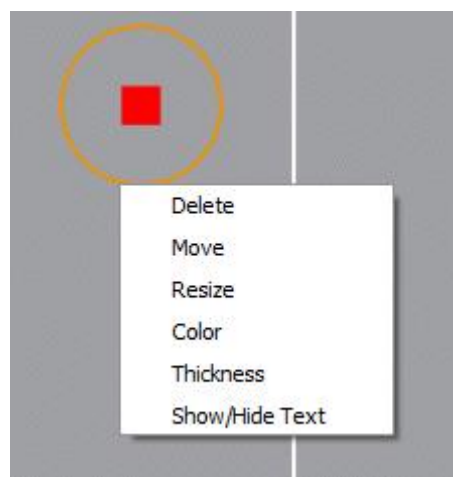 Delete
Move
Resize
Color
Thickness
Show/Hide Text